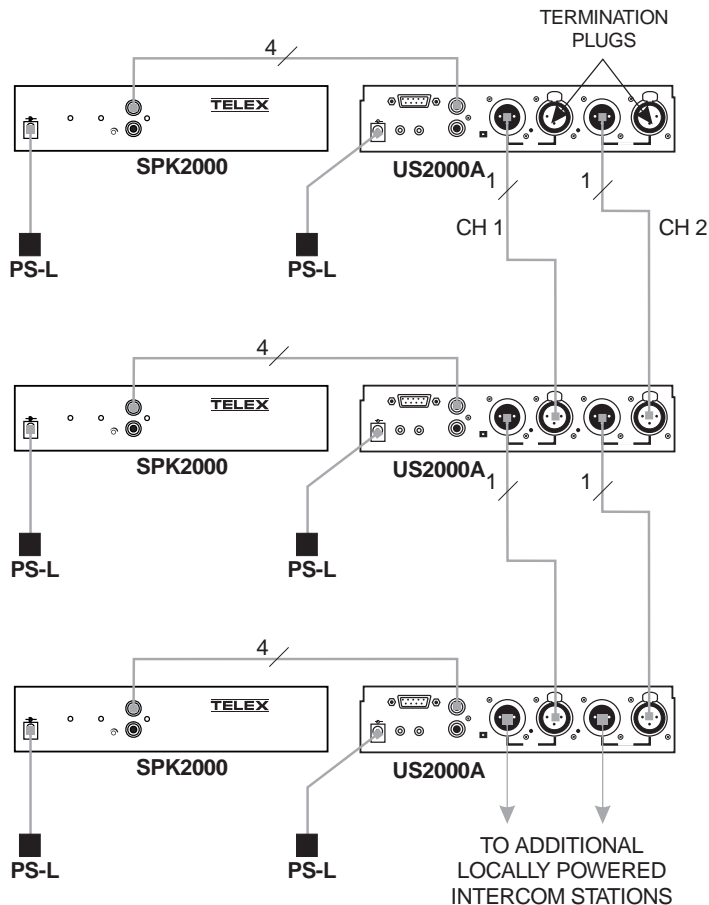 TERMINATION
PLUGS
4
TELEX
SPK2000
US2000A
1
1
CH 1
CH 2
PS-L
PS-L
4
TELEX
SPK2000
US2000A
1
1
PS-L
PS-L
4
TELEX
SPK2000
US2000A
PS-L
PS-L
TO ADDITIONAL
LOCALLY POWERED
INTERCOM STATIONS